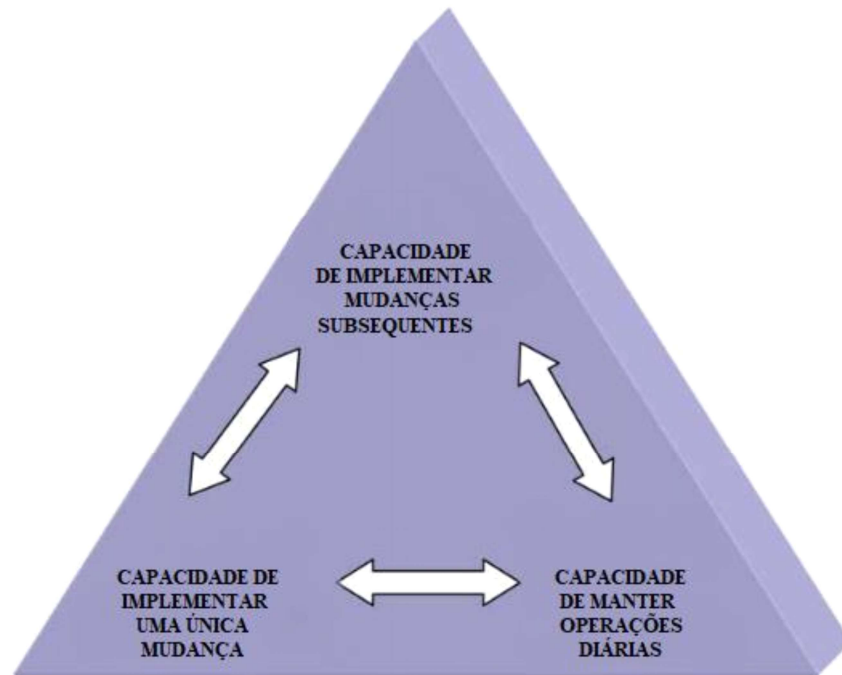 CAPACIDADE
DE IMPLEMENTAR
MUDANÇAS
SUBSEQUENTES
CAPACIDADE DE
IMPLEMENTAR
UMA ÚNICA
MUDANÇA
CAPACIDADE
DE MANTER
OPERAÇÕES
DIÁRIAS